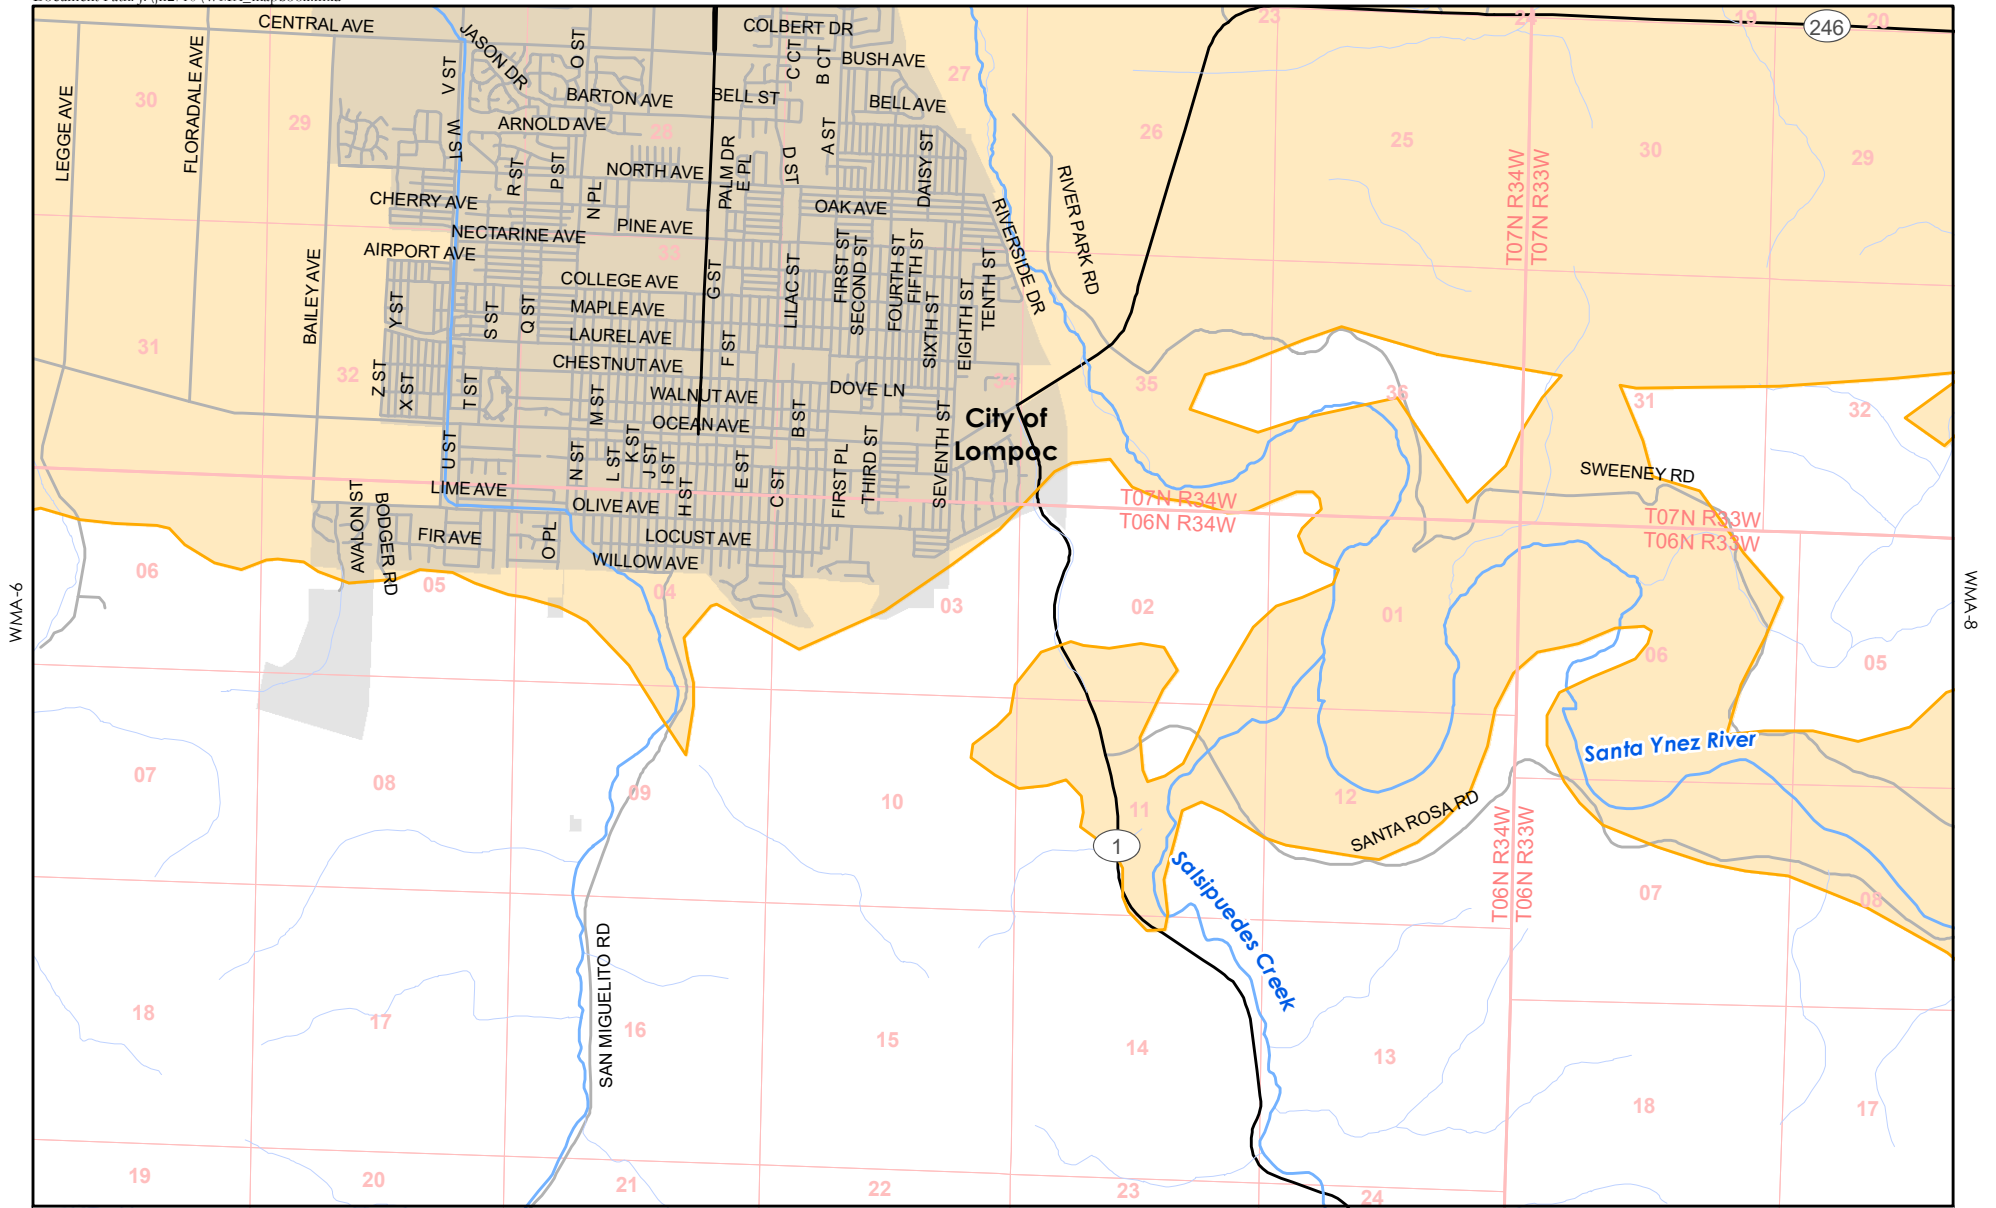 CENTRAL AVE
COLBERT DR
23
24
19
20
246
JASON DR
O ST
C CT
B CT
BUSH AVE
27
V ST
FLORADALE AVE
LEGGE AVE
30
29
BARTON AVE
BELL ST
BELL AVE
ARNOLD AVE
28
W ST
A ST
26
25
30
29
R ST
P ST
NORTH AVE
PALM DR
E PL
D ST
DAISY ST
T07N R34W
T07N R33W
CHERRY AVE
N PL
OAK AVE
RIVER PARK RD
RIVERSIDE DR
NECTARINE AVE
PINE AVE
AIRPORT AVE
33
COLLEGE AVE
G ST
LILAC ST
FIRST ST
SECOND ST
FOURTH ST
FIFTH ST
TENTH ST
BAILEY AVE
Y ST
S ST
Q ST
MAPLE AVE
LAUREL AVE
F ST
SIXTH ST
EIGHTH ST
31
32
CHESTNUT AVE
Z ST
X ST
T ST
M ST
WALNUT AVE
DOVE LN
34
35
36
31
32
OCEAN AVE
B ST
City of
Lompoc
U ST
N ST
L ST
K ST
J ST
I ST
H ST
E ST
C ST
FIRST PL
THIRD ST
SEVENTH ST
SWEENEY RD
LIME AVE
OLIVE AVE
T07N R34W
T06N R34W
T07N R33W
T06N R33W
AVALON ST
BODGER RD
FIR AVE
O PL
LOCUST AVE
WILLOW AVE
06
05
04
03
02
01
06
05
WMA-6
WMA-8
Santa Ynez River
07
08
09
10
11
12
SANTA ROSA RD
T06N R34W
T06N R33W
1
Salsipuedes Creek
07
08
SAN MIGUELITO RD
18
17
16
15
14
13
18
17
19
20
21
22
23
24